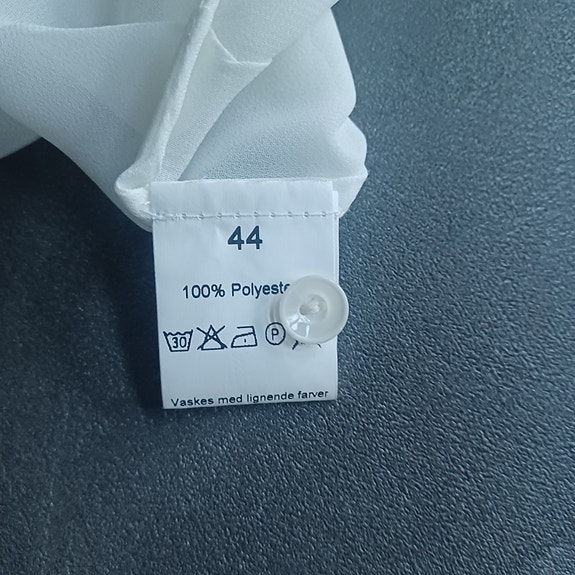 44
100% Polyeste
30 P
Vaskes med lignende farver